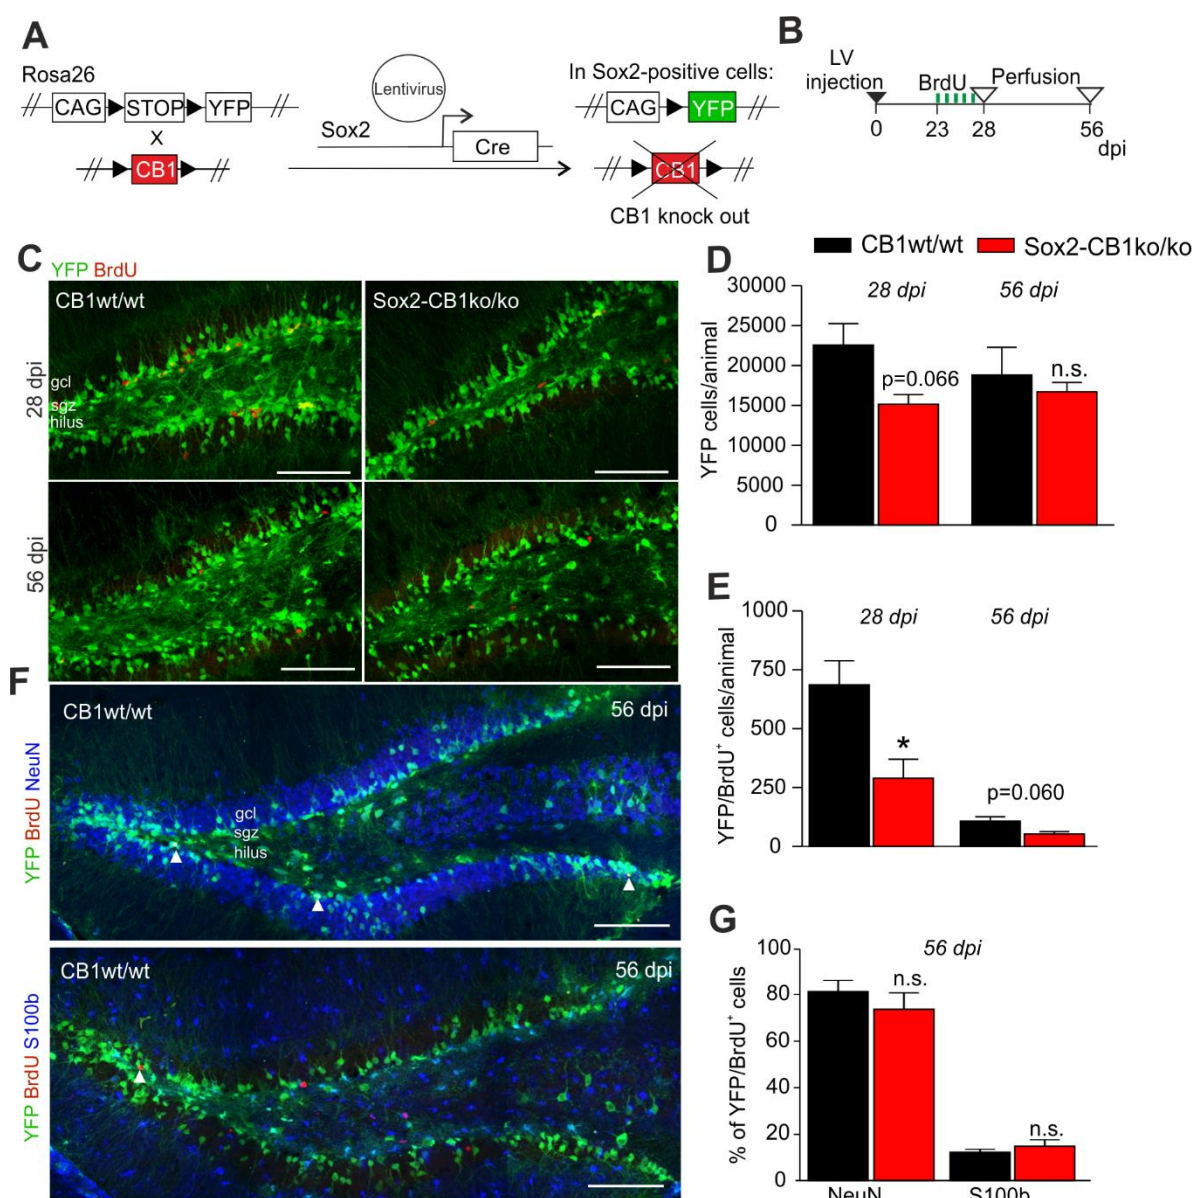 A
Rosa26
CAG
STOP
YFP
X
CB1
Lentivirus
Sox2
Cre
In Sox2-positive cells:
CAG
YFP
CB1
CB1 knock out
B
LV
injection
BrdU
Perfusion
0
23
28
56
dpi
C
YFP BrdU
CB1wt/wt
Sox2-CB1ko/ko
28 dpi
gcl
sgz
hilus
56 dpi
CB1wt/wt
Sox2-CB1ko/ko
D
28 dpi
56 dpi
YFP cells/animal
30000
25000
20000
15000
10000
5000
0
p=0.066
n.s.
E
28 dpi
56 dpi
YFP/BrdU⁺ cells/animal
1000
750
500
250
0
*
p=0.060
F
CB1wt/wt
56 dpi
YFP BrdU NeuN
gcl
sgz
hilus
CB1wt/wt
56 dpi
YFP BrdU S100b
G
56 dpi
% of YFP/BrdU⁺ cells
100
80
60
40
20
0
n.s.
n.s.
NeuN
S100b